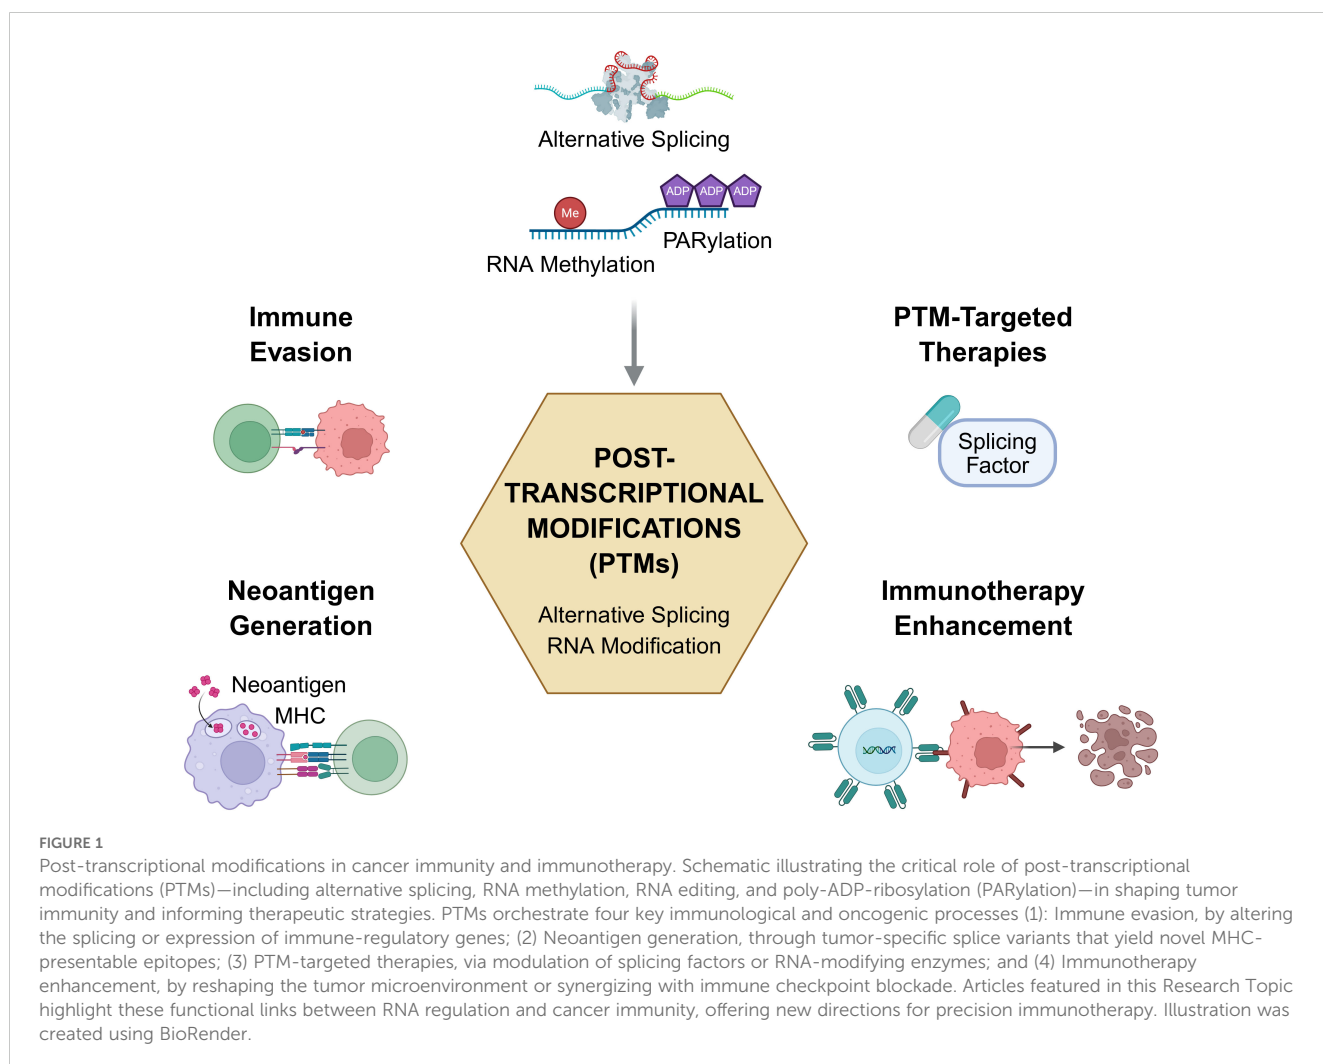 Alternative Splicing
ADP ADP ADP
Me
PARylation
RNA Methylation
Immune
Evasion
PTM-Targeted
Therapies
Splicing
Factor
POST-
TRANSCRIPTIONAL
MODIFICATIONS
(PTMs)
Alternative Splicing
RNA Modification
Neoantigen
Generation
Neoantigen
MHC
Immunotherapy
Enhancement
FIGURE 1
Post-transcriptional modifications in cancer immunity and immunotherapy. Schematic illustrating the critical role of post-transcriptional
modifications (PTMs)—including alternative splicing, RNA methylation, RNA editing, and poly-ADP-ribosylation (PARylation)—in shaping tumor
immunity and informing therapeutic strategies. PTMs orchestrate four key immunological and oncogenic processes (1): Immune evasion, by altering
the splicing or expression of immune-regulatory genes; (2) Neoantigen generation, through tumor-specific splice variants that yield novel MHC-
presentable epitopes; (3) PTM-targeted therapies, via modulation of splicing factors or RNA-modifying enzymes; and (4) Immunotherapy
enhancement, by reshaping the tumor microenvironment or synergizing with immune checkpoint blockade. Articles featured in this Research Topic
highlight these functional links between RNA regulation and cancer immunity, offering new directions for precision immunotherapy. Illustration was
created using BioRender.